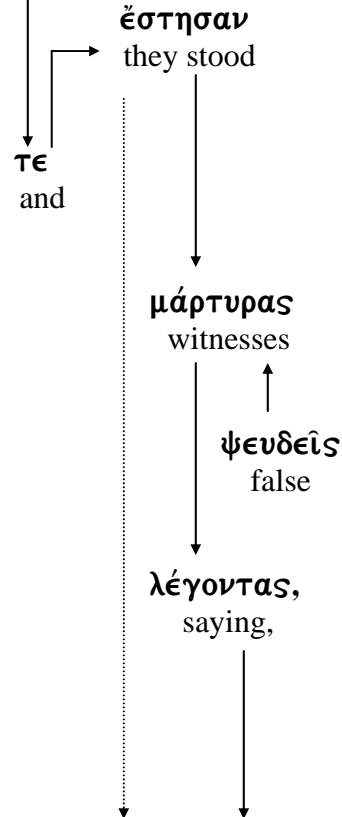 ἔστησαν
they stood
τε
and
μάρτυρας
witnesses
ψευδεῖς
false
λέγοντας,
saying,